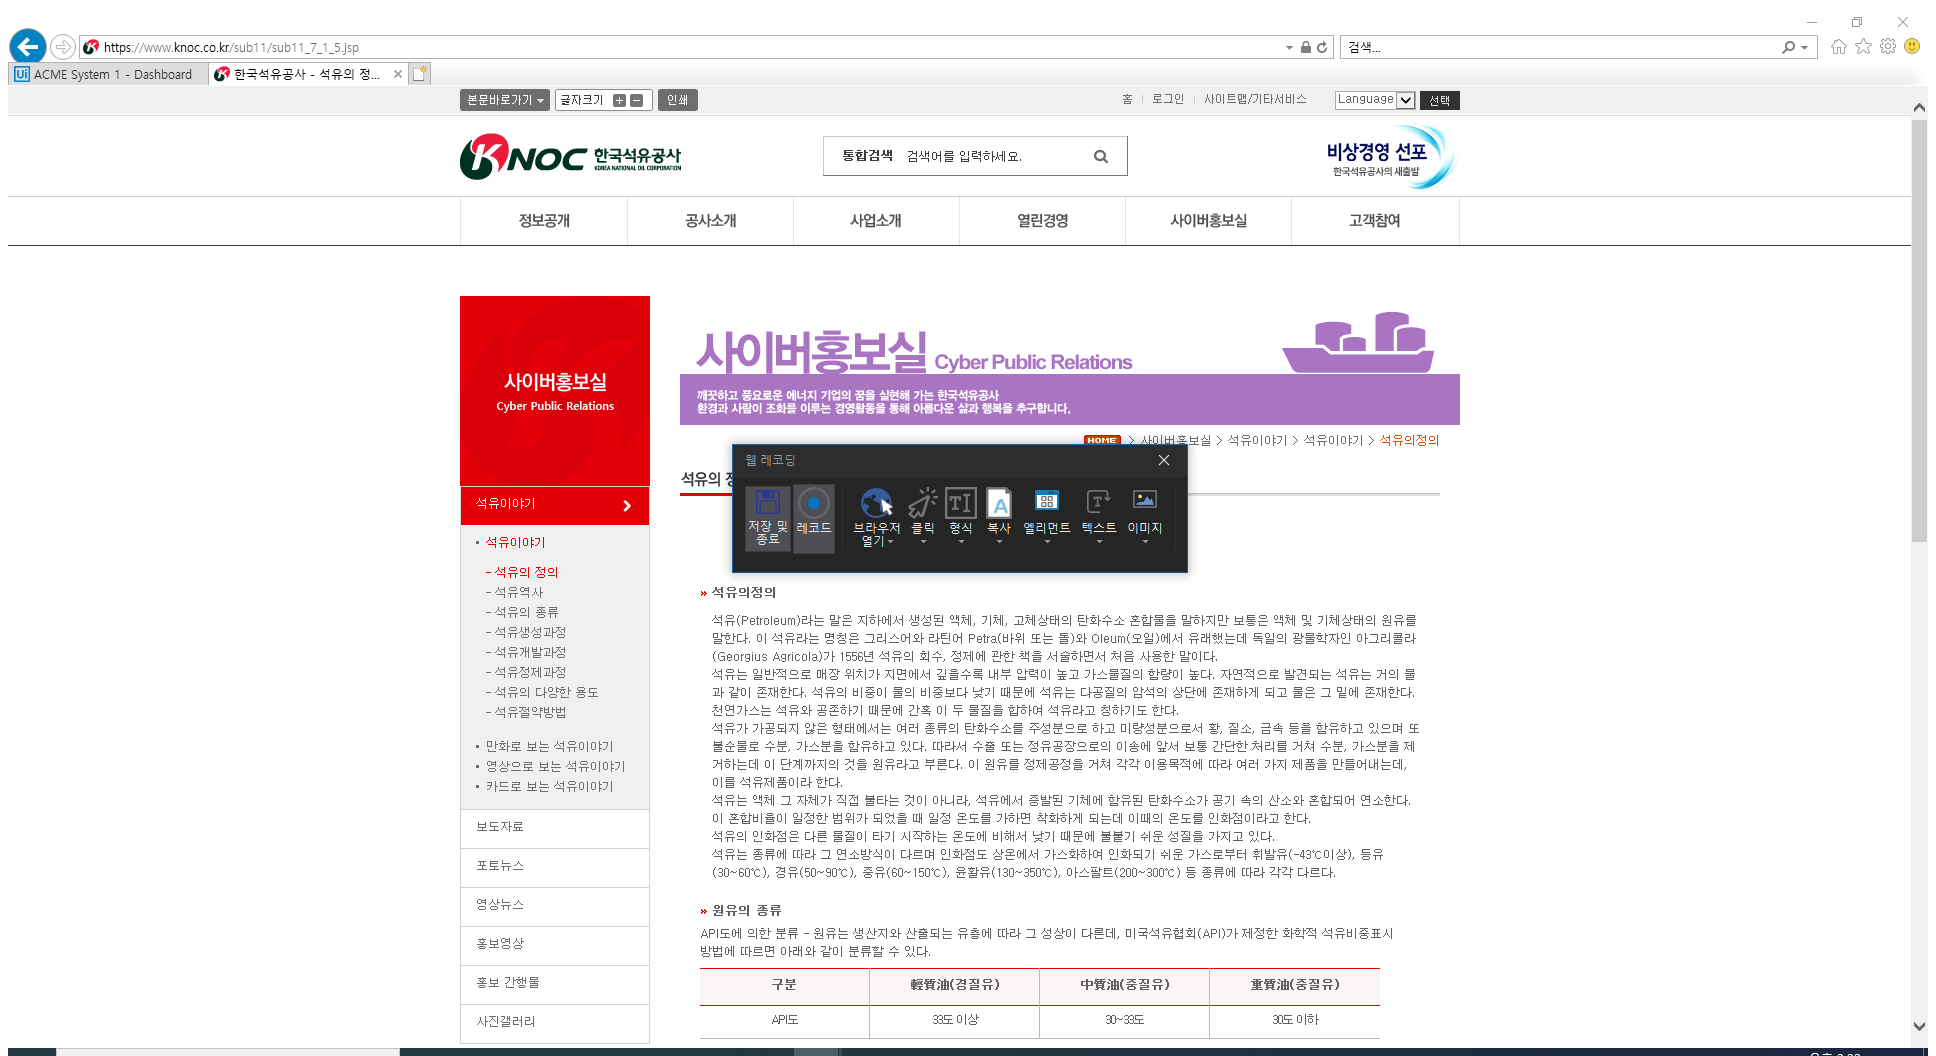 https://www.knoc.co.kr/sub11/sub11_7_1_5.jsp
검색...
Ui ACME System 1 - Dashboard
한국석유공사 - 석유의 정...
본문바로가기 글자크기 인쇄
홈 로그인 사이트맵/기타서비스 Language 선택
KNOC 한국석유공사
KOREA NATIONAL OIL CORPORATION
통합검색 검색어를 입력하세요.
비상경영 선포
한국석유공사의 새출발
정보공개 공사소개 사업소개 열린경영 사이버홍보실 고객참여
사이버홍보실
Cyber Public Relations
사이버홍보실 Cyber Public Relations
깨끗하고 풍요로운 에너지 기업의 꿈을 실현해 가는 한국석유공사
환경과 사람이 조화를 이루는 경영활동을 통해 아름다운 삶과 행복을 추구합니다.
HOME > 사이버홍보실 > 석유이야기 > 석유이야기 > 석유의정의
석유의
웹 레코딩
저장 및 종료
레코드
브라우저 열기
클릭
형식
복사
엘리먼트
텍스트
이미지
석유이야기
석유이야기
- 석유의 정의
- 석유역사
- 석유의 종류
- 석유생성과정
- 석유개발과정
- 석유정제과정
- 석유의 다양한 용도
- 석유절약방법
만화로 보는 석유이야기
영상으로 보는 석유이야기
카드로 보는 석유이야기
보도자료
포토뉴스
영상뉴스
홍보영상
홍보 간행물
사진갤러리
» 석유의정의
석유(Petroleum)라는 말은 지하에서 생성된 액체, 기체, 고체상태의 탄화수소 혼합물을 말하지만 보통은 액체 및 기체상태의 원유를
말한다. 이 석유라는 명칭은 그리스어와 라틴어 Petra(바위 또는 돌)와 Oleum(오일)에서 유래했는데 독일의 광물학자인 아그리콜라
(Georgius Agricola)가 1556년 석유의 회수, 정제에 관한 책을 서술하면서 처음 사용한 말이다.
석유는 일반적으로 매장 위치가 지면에서 깊을수록 내부 압력이 높고 가스물질의 함량이 높다. 자연적으로 발견되는 석유는 거의 물
과 같이 존재한다. 석유의 비중이 물의 비중보다 낮기 때문에 석유는 다공질의 암석의 상단에 존재하게 되고 물은 그 밑에 존재한다.
천연가스는 석유와 공존하기 때문에 간혹 이 두 물질을 합하여 석유라고 칭하기도 한다.
석유가 가공되지 않은 형태에서는 여러 종류의 탄화수소를 주성분으로 하고 미량성분으로서 황, 질소, 금속 등을 함유하고 있으며 또
불순물로 수분, 가스분을 함유하고 있다. 따라서 수출 또는 정유공장으로의 이송에 앞서 보통 간단한 처리를 거쳐 수분, 가스분을 제
거하는데 이 단계까지의 것을 원유라고 부른다. 이 원유를 정제공정을 거쳐 각각 이용목적에 따라 여러 가지 제품을 만들어내는데,
이를 석유제품이라 한다.
석유는 액체 그 자체가 직접 불타는 것이 아니라, 석유에서 증발된 기체에 함유된 탄화수소가 공기 속의 산소와 혼합되어 연소한다.
이 혼합비율이 일정한 범위가 되었을 때 일정 온도를 가하면 착화하게 되는데 이때의 온도를 인화점이라고 한다.
석유의 인화점은 다른 물질이 타기 시작하는 온도에 비해서 낮기 때문에 불붙기 쉬운 성질을 가지고 있다.
석유는 종류에 따라 그 연소방식이 다르며 인화점도 상온에서 가스화하여 인화되기 쉬운 가스로부터 휘발유(-43℃이상), 등유
(30~60℃), 경유(50~90℃), 중유(60~150℃), 윤활유(130~350℃), 아스팔트(200~300℃) 등 종류에 따라 각각 다르다.
» 원유의 종류
API도에 의한 분류 - 원유는 생산지와 산출되는 유층에 따라 그 성상이 다른데, 미국석유협회(API)가 제정한 화학적 석유비중표시
방법에 따르면 아래와 같이 분류할 수 있다.
구분 輕質油(경질유) 中質油(중질유) 重質油(중질유)
API도 33도 이상 30~33도 30도 이하